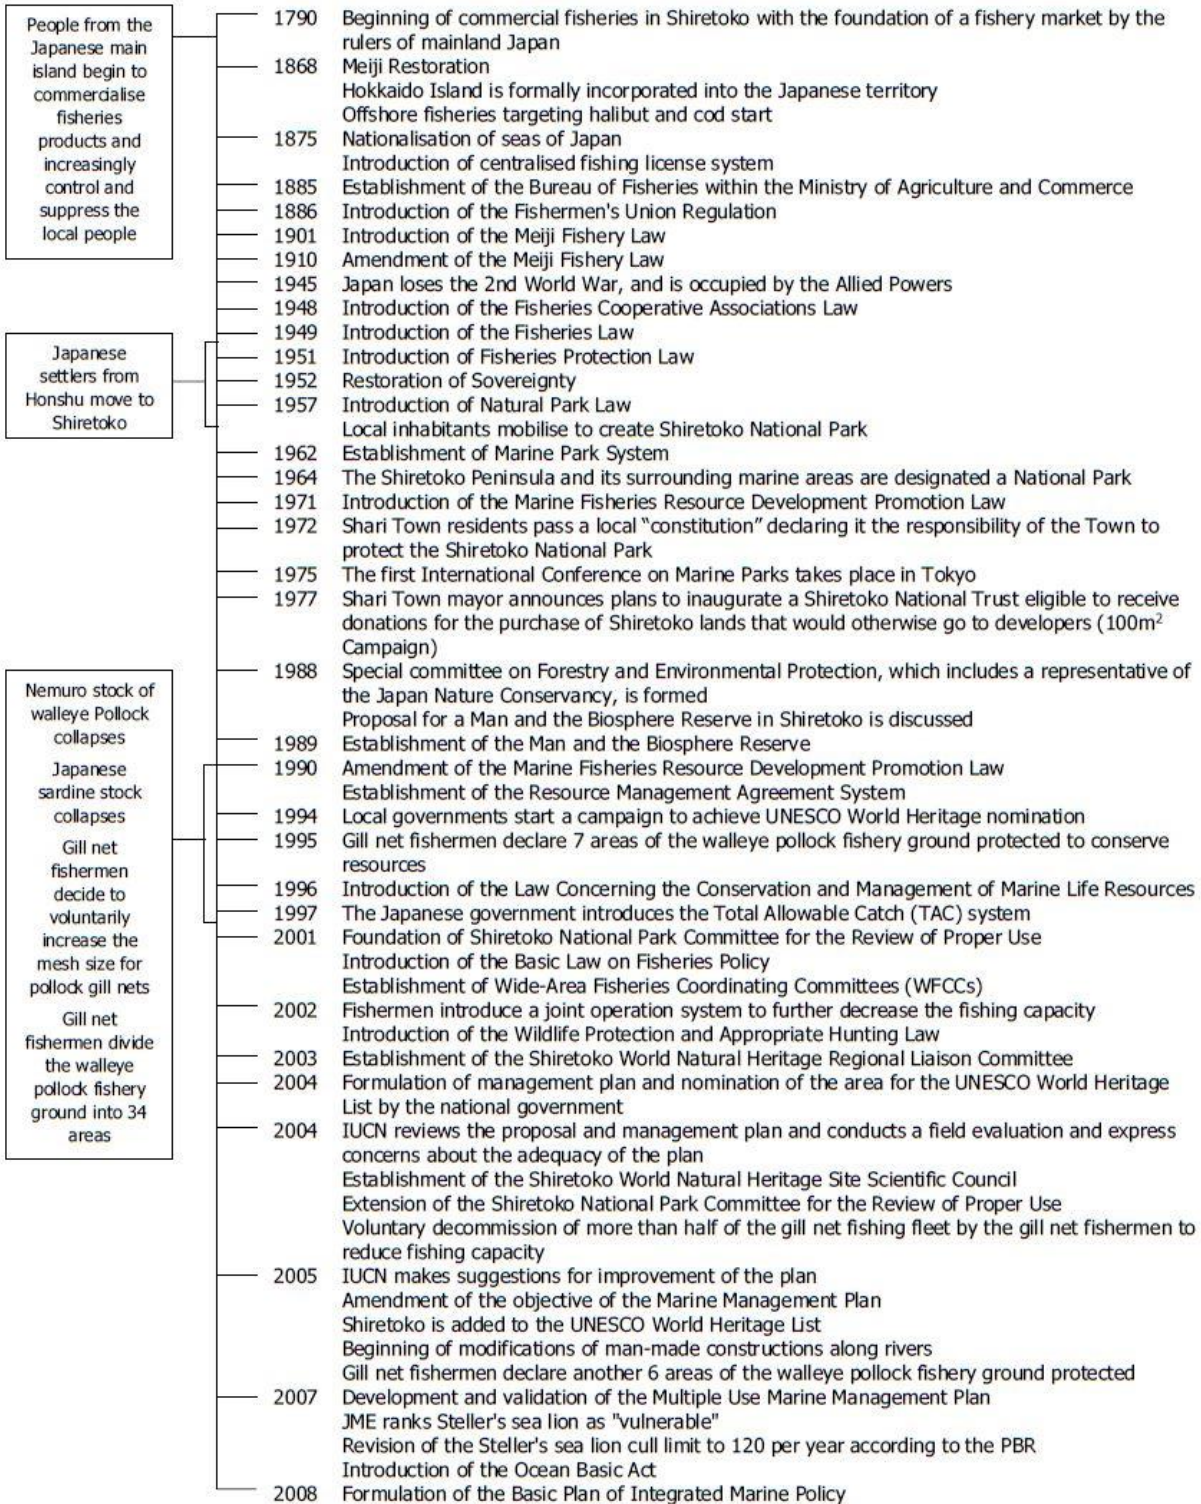 People from the
Japanese main
island begin to
commercialise
fisheries
products and
increasingly
control and
suppress the
local people
Japanese
settlers from
Honshu move to
Shiretoko
Nemuro stock of
walleye Pollock
collapses
Japanese
sardine stock
collapses
Gill net
fishermen
decide to
voluntarily
increase the
mesh size for
pollock gill nets
Gill net
fishermen divide
the walleye
pollock fishery
ground into 34
areas
1790 Beginning of commercial fisheries in Shiretoko with the foundation of a fishery market by the
rulers of mainland Japan
1868 Meiji Restoration
Hokkaido Island is formally incorporated into the Japanese territory
Offshore fisheries targeting halibut and cod start
1875 Nationalisation of seas of Japan
Introduction of centralised fishing license system
1885 Establishment of the Bureau of Fisheries within the Ministry of Agriculture and Commerce
1886 Introduction of the Fishermen's Union Regulation
1901 Introduction of the Meiji Fishery Law
1910 Amendment of the Meiji Fishery Law
1945 Japan loses the 2nd World War, and is occupied by the Allied Powers
1948 Introduction of the Fisheries Cooperative Associations Law
1949 Introduction of the Fisheries Law
1951 Introduction of Fisheries Protection Law
1952 Restoration of Sovereignty
1957 Introduction of Natural Park Law
Local inhabitants mobilise to create Shiretoko National Park
1962 Establishment of Marine Park System
1964 The Shiretoko Peninsula and its surrounding marine areas are designated a National Park
1971 Introduction of the Marine Fisheries Resource Development Promotion Law
1972 Shari Town residents pass a local “constitution” declaring it the responsibility of the Town to
protect the Shiretoko National Park
1975 The first International Conference on Marine Parks takes place in Tokyo
1977 Shari Town mayor announces plans to inaugurate a Shiretoko National Trust eligible to receive
donations for the purchase of Shiretoko lands that would otherwise go to developers (100m²
Campaign)
1988 Special committee on Forestry and Environmental Protection, which includes a representative of
the Japan Nature Conservancy, is formed
Proposal for a Man and the Biosphere Reserve in Shiretoko is discussed
1989 Establishment of the Man and the Biosphere Reserve
1990 Amendment of the Marine Fisheries Resource Development Promotion Law
Establishment of the Resource Management Agreement System
1994 Local governments start a campaign to achieve UNESCO World Heritage nomination
1995 Gill net fishermen declare 7 areas of the walleye pollock fishery ground protected to conserve
resources
1996 Introduction of the Law Concerning the Conservation and Management of Marine Life Resources
1997 The Japanese government introduces the Total Allowable Catch (TAC) system
2001 Foundation of Shiretoko National Park Committee for the Review of Proper Use
Introduction of the Basic Law on Fisheries Policy
Establishment of Wide-Area Fisheries Coordinating Committees (WFCCs)
2002 Fishermen introduce a joint operation system to further decrease the fishing capacity
Introduction of the Wildlife Protection and Appropriate Hunting Law
2003 Establishment of the Shiretoko World Natural Heritage Regional Liaison Committee
2004 Formulation of management plan and nomination of the area for the UNESCO World Heritage
List by the national government
2004 IUCN reviews the proposal and management plan and conducts a field evaluation and express
concerns about the adequacy of the plan
Establishment of the Shiretoko World Natural Heritage Site Scientific Council
Extension of the Shiretoko National Park Committee for the Review of Proper Use
Voluntary decommission of more than half of the gill net fishing fleet by the gill net fishermen to
reduce fishing capacity
2005 IUCN makes suggestions for improvement of the plan
Amendment of the objective of the Marine Management Plan
Shiretoko is added to the UNESCO World Heritage List
Beginning of modifications of man-made constructions along rivers
Gill net fishermen declare another 6 areas of the walleye pollock fishery ground protected
2007 Development and validation of the Multiple Use Marine Management Plan
JME ranks Steller's sea lion as "vulnerable"
Revision of the Steller's sea lion cull limit to 120 per year according to the PBR
Introduction of the Ocean Basic Act
2008 Formulation of the Basic Plan of Integrated Marine Policy